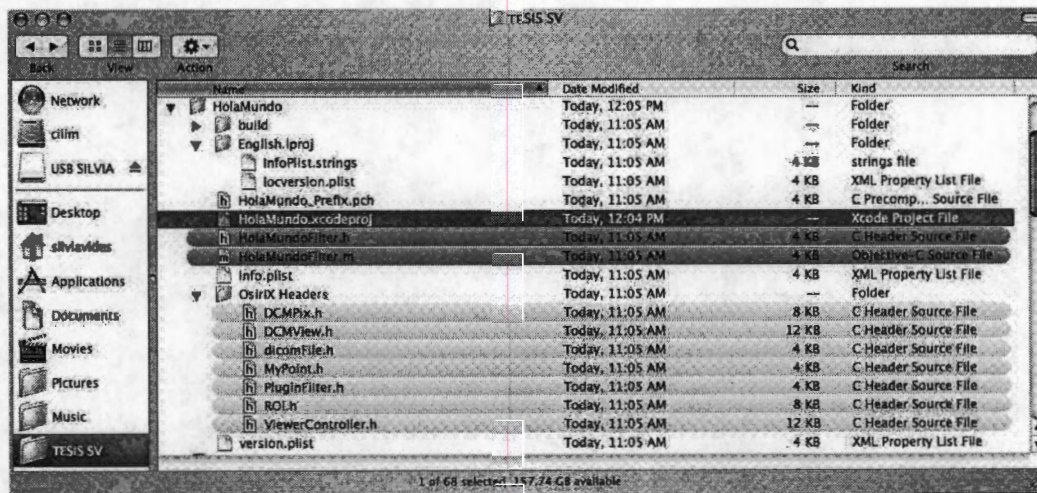 TESIS SV
Back View Action Search
Name Date Modified Size Kind
Network
cilim
USB SILVIA
Desktop
silviavides
Applications
Documents
Movies
Pictures
Music
TESIS SV
HolaMundo Today, 12:05 PM — Folder
build Today, 11:05 AM — Folder
English.lproj Today, 11:05 AM — Folder
InfoPlist.strings Today, 11:05 AM 4 KB strings file
locversion.plist Today, 11:05 AM 4 KB XML Property List File
h HolaMundo_Prefix.pch Today, 11:05 AM 4 KB C Precomp... Source File
HolaMundo.xcodeproj Today, 12:04 PM — Xcode Project File
h HolaMundoFilter.h Today, 11:05 AM 4 KB C Header Source File
m HolaMundoFilter.m Today, 11:05 AM 4 KB Objective-C Source File
Info.plist Today, 11:05 AM 4 KB XML Property List File
OsiriX Headers Today, 11:05 AM — Folder
h DCMPix.h Today, 11:05 AM 8 KB C Header Source File
h DCMView.h Today, 11:05 AM 12 KB C Header Source File
h dicomFile.h Today, 11:05 AM 4 KB C Header Source File
h MyPoint.h Today, 11:05 AM 4 KB C Header Source File
h PluginFilter.h Today, 11:05 AM 4 KB C Header Source File
h ROI.h Today, 11:05 AM 8 KB C Header Source File
h ViewerController.h Today, 11:05 AM 12 KB C Header Source File
version.plist Today, 11:05 AM 4 KB XML Property List File
1 of 68 selected, 157.74 GB available